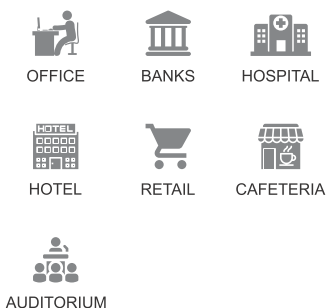 OFFICE
BANKS
HOSPITAL
HOTEL
HOTEL
RETAIL
CAFETERIA
AUDITORIUM